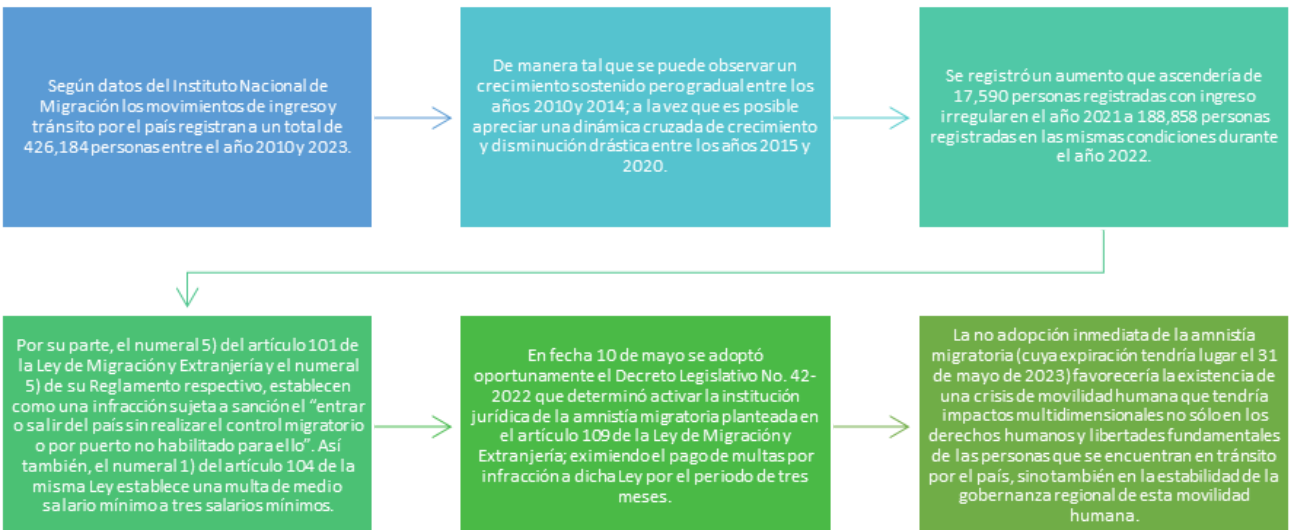 Según datos del Instituto Nacional de
Migración los movimientos de ingreso y
tránsito por el país registran a un total de
426,184 personas entre el año 2010 y 2023.
De manera tal que se puede observar un
crecimiento sostenido pero gradual entre los
años 2010 y 2014; a la vez que es posible
apreciar una dinámica cruzada de crecimiento
y disminución drástica entre los años 2015 y
2020.
Se registró un aumento que ascendería de
17,590 personas registradas con ingreso
irregular en el año 2021 a 188,858 personas
registradas en las mismas condiciones durante
el año 2022.
Por su parte, el numeral 5) del artículo 101 de
la Ley de Migración y Extranjería y el numeral
5) de su Reglamento respectivo, establecen
como una infracción sujeta a sanción el “entrar
o salir del país sin realizar el control migratorio
o por puerto no habilitado para ello”. Así
también, el numeral 1) del artículo 104 de la
misma Ley establece una multa de medio
salario mínimo a tres salarios mínimos.
En fecha 10 de mayo se adoptó
oportunamente el Decreto Legislativo No. 42-
2022 que determinó activar la institución
jurídica de la amnistía migratoria planteada en
el artículo 109 de la Ley de Migración y
Extranjería; eximiendo el pago de multas por
infracción a dicha Ley por el periodo de tres
meses.
La no adopción inmediata de la amnistía
migratoria (cuya expiración tendría lugar el 31
de mayo de 2023) favorecería la existencia de
una crisis de movilidad humana que tendría
impactos multidimensionales no sólo en los
derechos humanos y libertades fundamentales
de las personas que se encuentran en tránsito
por el país, sino también en la estabilidad de la
gobernanza regional de esta movilidad
humana.